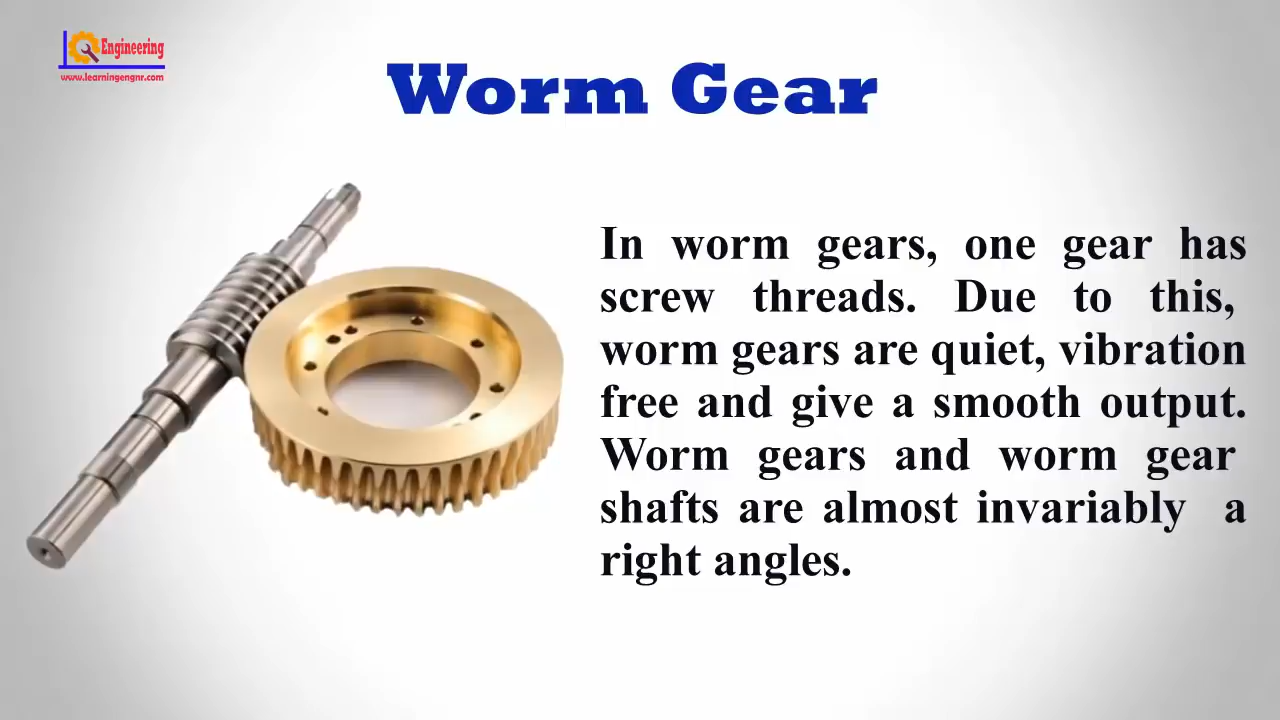 Engineering
www.learningengnr.com
Worm Gear
In worm gears, one gear has
screw threads. Due to this,
worm gears are quiet, vibration
free and give a smooth output.
Worm gears and worm gear
shafts are almost invariably a
right angles.